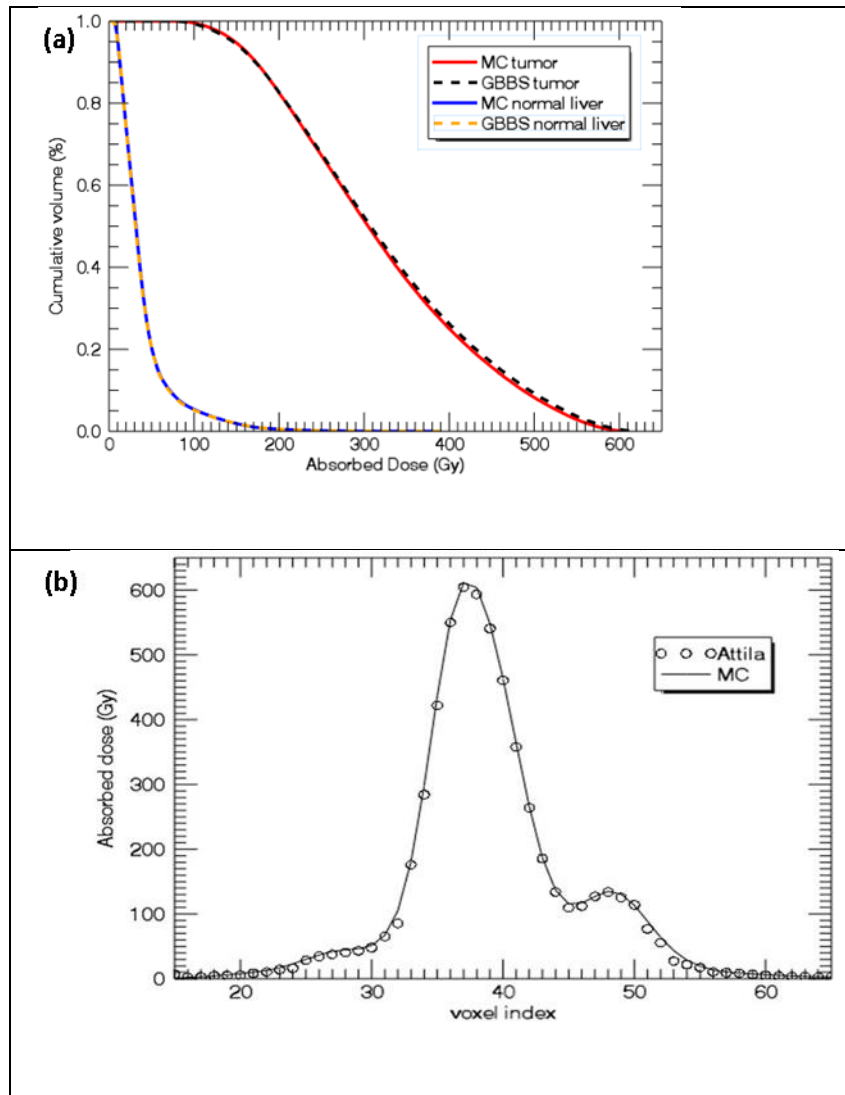 (a)
1.0
0.8
0.6
0.4
0.2
0.0
Cumulative volume (%)
MC tumor
GBBS tumor
MC normal liver
GBBS normal liver
0 100 200 300 400 500 600
Absorbed Dose (Gy)
(b)
600
500
400
300
200
100
0
Absorbed dose (Gy)
Attila
MC
20 30 40 50 60
voxel index